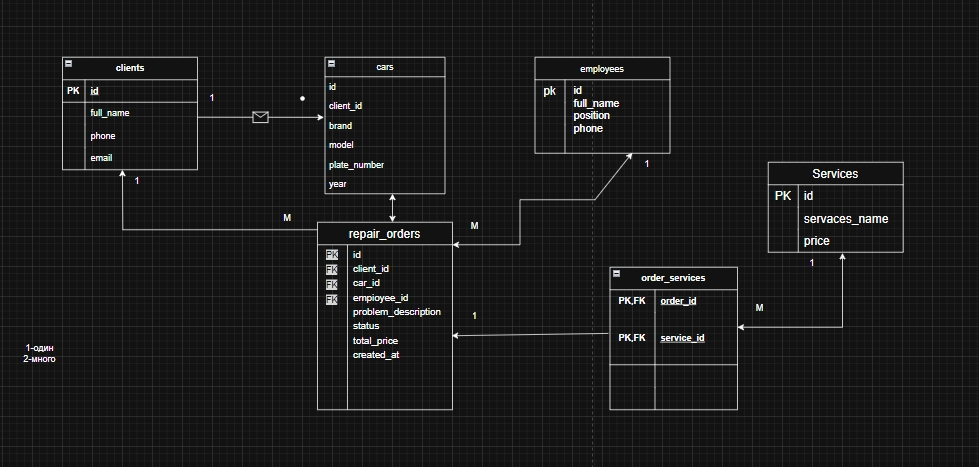 clients
PK id
full_name
phone
email
1
cars
id
client_id
brand
model
plate_number
year
employees
pk id
full_name
position
phone
1
Services
PK id
servaces_name
price
1
1
M
M
repair_orders
PK id
FK client_id
FK car_id
FK empioyee_id
problem_description
status
total_price
created_at
1
order_services
PK,FK order_id
PK,FK service_id
M
1-один
2-много